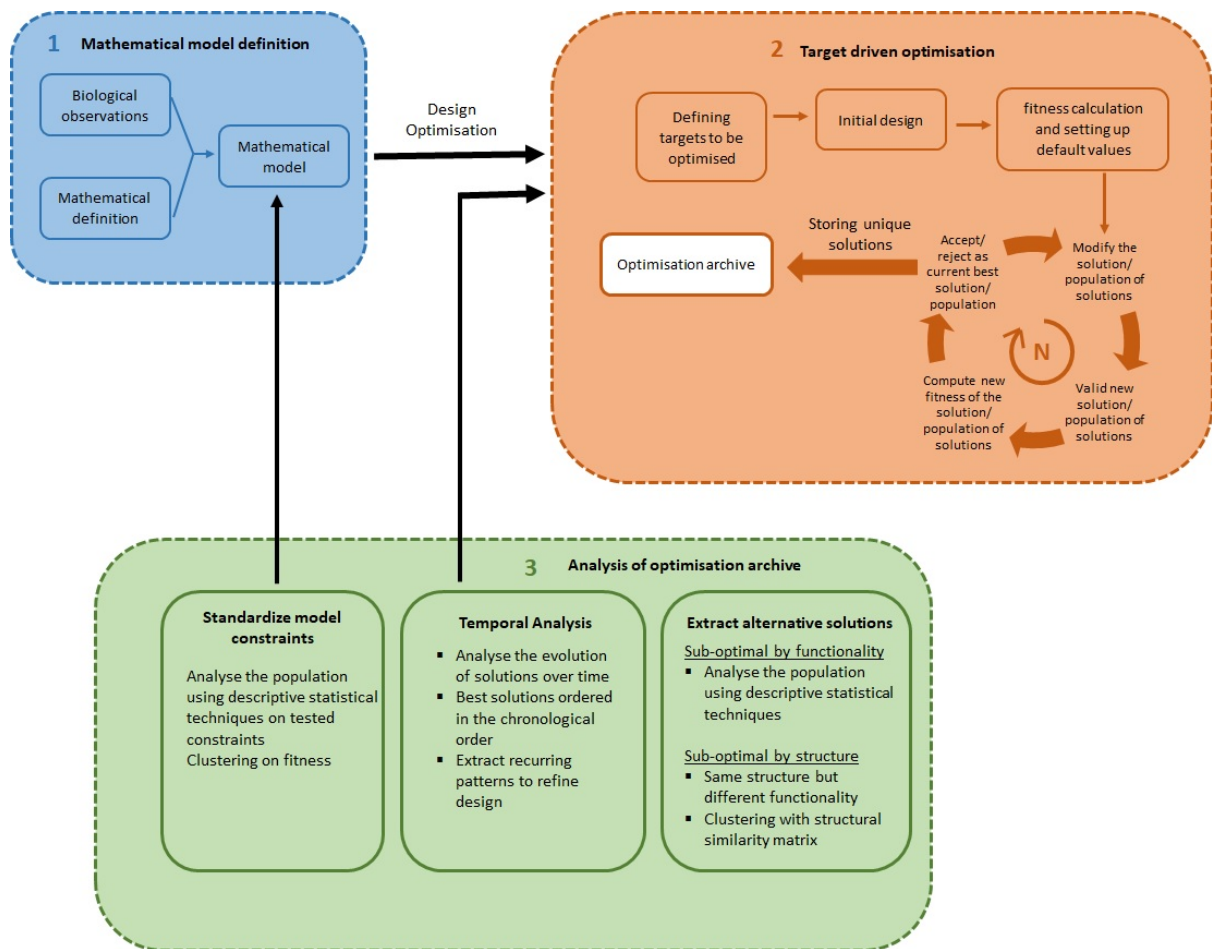 1 Mathematical model definition
Biological
observations
Mathematical
model
Mathematical
definition
Design
Optimisation
2 Target driven optimisation
Defining
targets to be
optimised
Initial design
fitness calculation
and setting up
default values
Storing unique
solutions
Optimisation archive
Accept/
reject as
current best
solution/
population
Modify the
solution/
population of
solutions
N
Compute new
fitness of the
solution/
population of
solutions
Valid new
solution/
population of
solutions
3 Analysis of optimisation archive
Standardize model
constraints
Analyse the population
using descriptive statistical
techniques on tested
constraints
Clustering on fitness
Temporal Analysis
▪ Analyse the evolution
of solutions over time
▪ Best solutions ordered
in the chronological
order
▪ Extract recurring
patterns to refine
design
Extract alternative solutions
Sub-optimal by functionality
▪ Analyse the population
using descriptive statistical
techniques
Sub-optimal by structure
▪ Same structure but
different functionality
▪ Clustering with structural
similarity matrix